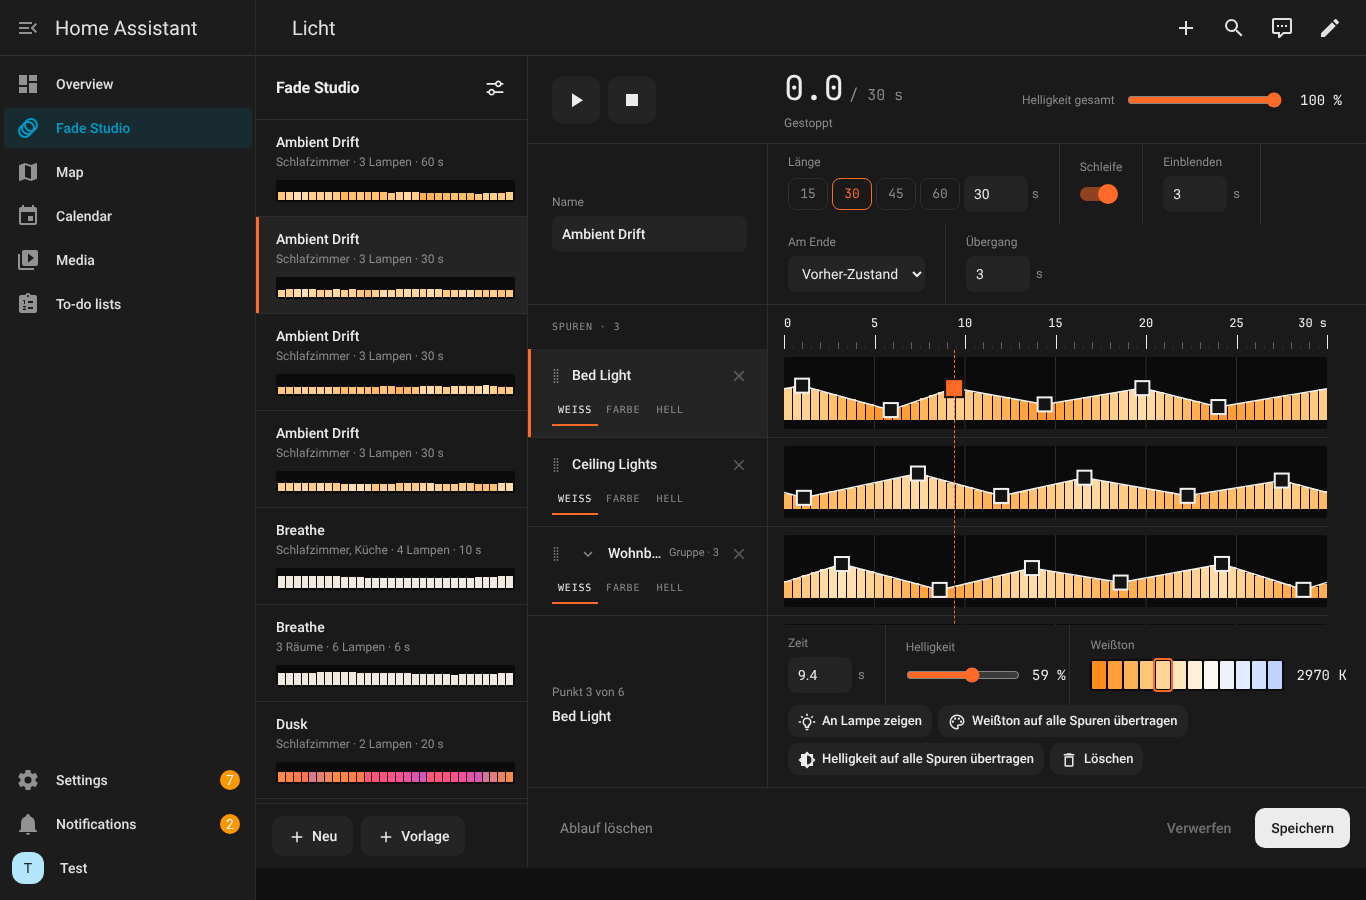 Home Assistant
Licht
Overview
Fade Studio
Map
Calendar
Media
To-do lists
Settings
7
Notifications
2
T
Test
Fade Studio
Ambient Drift
Schlafzimmer · 3 Lampen · 60 s
Ambient Drift
Schlafzimmer · 3 Lampen · 30 s
Ambient Drift
Schlafzimmer · 3 Lampen · 30 s
Ambient Drift
Schlafzimmer · 3 Lampen · 30 s
Breathe
Schlafzimmer, Küche · 4 Lampen · 10 s
Breathe
3 Räume · 6 Lampen · 6 s
Dusk
Schlafzimmer · 2 Lampen · 20 s
Neu
Vorlage
0.0 / 30 s
Gestoppt
Helligkeit gesamt
100 %
Name
Ambient Drift
Länge
15 30 45 60 30 s
Schleife
Einblenden
3 s
Am Ende
Vorher-Zustand
Übergang
3 s
SPUREN · 3
0 5 10 15 20 25 30 s
Bed Light
WEISS FARBE HELL
Ceiling Lights
WEISS FARBE HELL
Wohnb... Gruppe · 3
WEISS FARBE HELL
Punkt 3 von 6
Bed Light
Zeit
9.4 s
Helligkeit
59 %
Weißton
2970 K
An Lampe zeigen
Weißton auf alle Spuren übertragen
Helligkeit auf alle Spuren übertragen
Löschen
Ablauf löschen
Verwerfen
Speichern